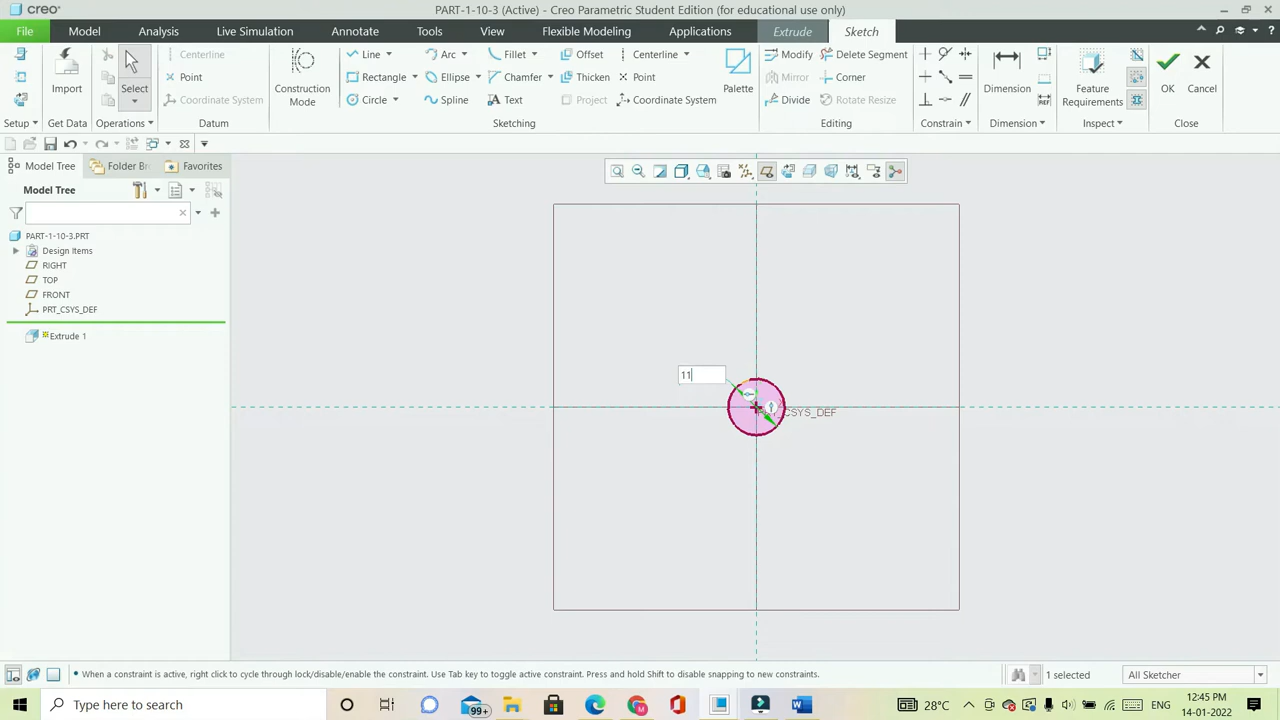 creo
PART-1-10-3 (Active) - Creo Parametric Student Edition (for educational use only)
File Model Analysis Live Simulation Annotate Tools View Flexible Modeling Applications Extrude Sketch
Import Select Centerline Construction Mode Line Arc Fillet Offset Centerline Palette Modify Delete Segment Dimension Feature Requirements OK Cancel
Point Rectangle Ellipse Chamfer Thicken Point Mirror Corner
Coordinate System Circle Spline Text Project Coordinate System Divide Rotate Resize
Setup Get Data Operations Datum Sketching Editing Constrain Dimension Inspect Close
Model Tree Folder Br Favorites
Model Tree
PART-1-10-3.PRT
Design Items
RIGHT
TOP
FRONT
PRT_CSYS_DEF
Extrude 1
11
CSYS_DEF
• When a constraint is active, right click to cycle through lock/disable/enable the constraint. Use Tab key to toggle active constraint. Press and hold Shift to disable snapping to new constraints.
1 selected
All Sketcher
Type here to search
99+
28°C
ENG
12:45 PM
14-01-2022